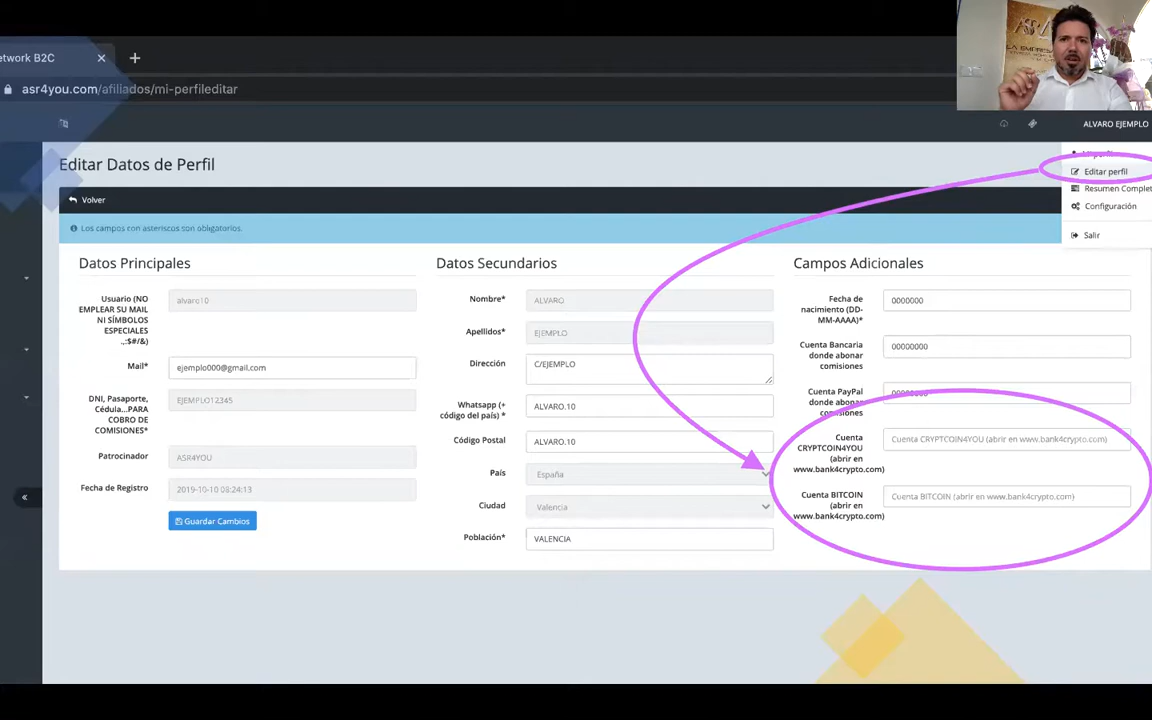 etwork B2C
asr4you.com/afiliados/mi-perfileditar
ALVARO EJEMPLO
Editar perfil
Resumen Complet
Configuración
Salir
Editar Datos de Perfil
Volver
Los campos con asteriscos son obligatorios.
Datos Principales
Usuario (NO
EMPLEAR SU MAIL
NI SÍMBOLOS
ESPECIALES
.,:$#/&)
alvaro10
Mail*
ejemplo000@gmail.com
DNI, Pasaporte,
Cédula...PARA
COBRO DE
COMISIONES*
EJEMPLO12345
Patrocinador
ASR4YOU
Fecha de Registro
2019-10-10 08:24:13
Guardar Cambios
Datos Secundarios
Nombre*
ALVARO
Apellidos*
EJEMPLO
Dirección
C/EJEMPLO
Whatsapp (+
código del país) *
ALVARO.10
Código Postal
ALVARO.10
País
España
Ciudad
Valencia
Población*
VALENCIA
Campos Adicionales
Fecha de
nacimiento (DD-
MM-AAAA)*
0000000
Cuenta Bancaria
donde abonar
comisiones
00000000
Cuenta PayPal
donde abonar
comisiones
00000000
Cuenta
CRYPTCOIN4YOU
(abrir en
www.bank4crypto.com)
Cuenta CRYPTCOIN4YOU (abrir en www.bank4crypto.com)
Cuenta BITCOIN
(abrir en
www.bank4crypto.com)
Cuenta BITCOIN (abrir en www.bank4crypto.com)